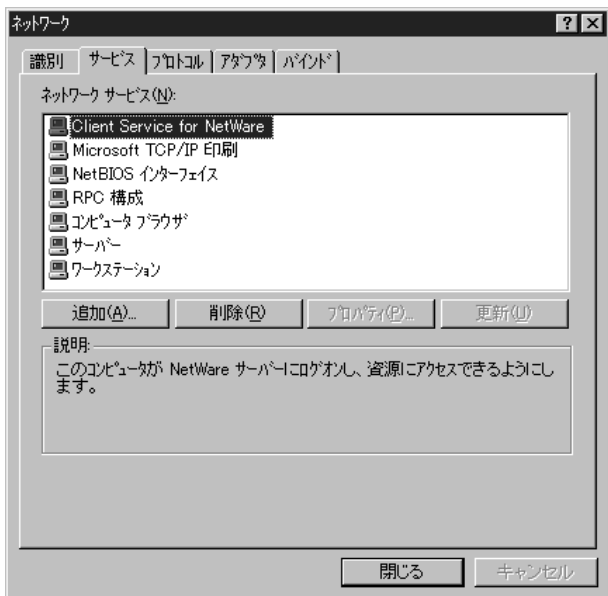 ネットワーク
識別 サービス プロトコル アダプタ バインド
ネットワーク サービス(N):
Client Service for NetWare
Microsoft TCP/IP 印刷
NetBIOS インターフェイス
RPC 構成
コンピュータ ブラウザ
サーバー
ワークステーション
追加(A)... 削除(R) プロパティ(P)... 更新(U)
説明:
このコンピュータが NetWare サーバーにログオンし、資源にアクセスできるようにし
ます。
閉じる キャンセル